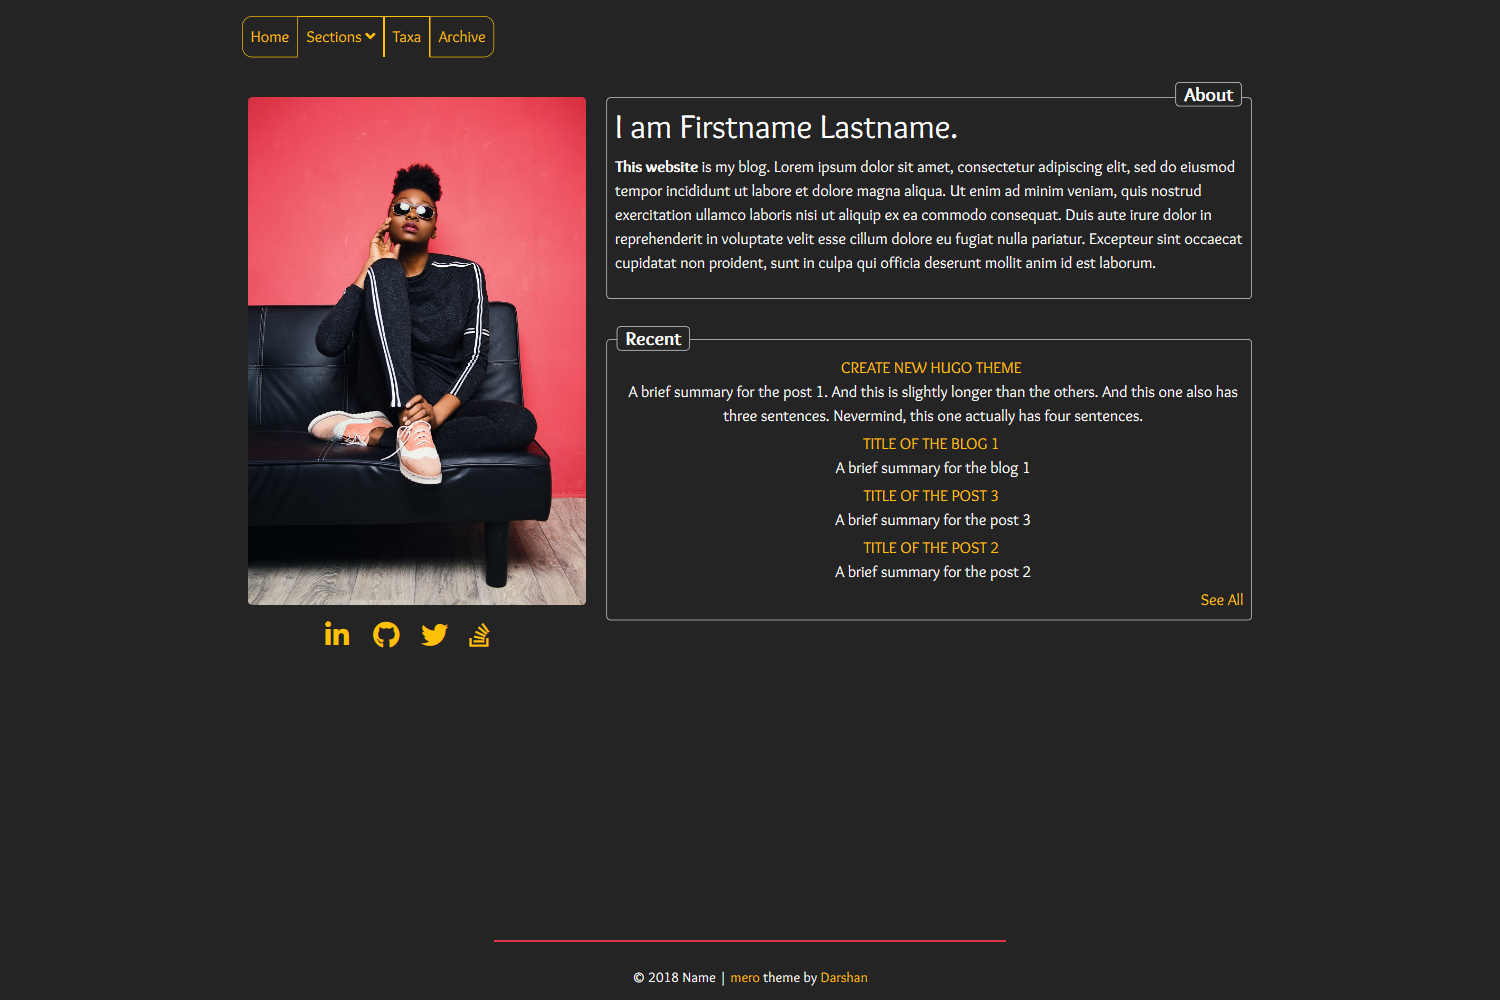 Home Sections Taxa Archive
About
I am Firstname Lastname.
This website is my blog. Lorem ipsum dolor sit amet, consectetur adipiscing elit, sed do eiusmod
tempor incididunt ut labore et dolore magna aliqua. Ut enim ad minim veniam, quis nostrud
exercitation ullamco laboris nisi ut aliquip ex ea commodo consequat. Duis aute irure dolor in
reprehenderit in voluptate velit esse cillum dolore eu fugiat nulla pariatur. Excepteur sint occaecat
cupidatat non proident, sunt in culpa qui officia deserunt mollit anim id est laborum.
Recent
CREATE NEW HUGO THEME
A brief summary for the post 1. And this is slightly longer than the others. And this one also has
three sentences. Nevermind, this one actually has four sentences.
TITLE OF THE BLOG 1
A brief summary for the blog 1
TITLE OF THE POST 3
A brief summary for the post 3
TITLE OF THE POST 2
A brief summary for the post 2
See All
© 2018 Name | mero theme by Darshan